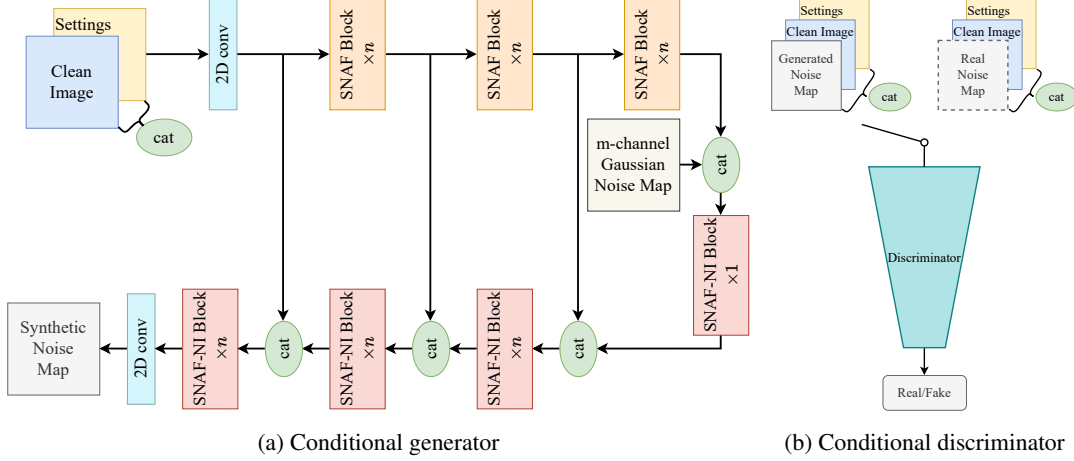 Settings
Clean
Image
cat
2D conv
SNAF Block
×n
SNAF Block
×n
SNAF Block
×n
m-channel
Gaussian
Noise Map
cat
SNAF-NI Block
×1
cat
SNAF-NI Block
×n
cat
SNAF-NI Block
×n
cat
SNAF-NI Block
×n
2D conv
Synthetic
Noise
Map
(a) Conditional generator
Settings
Clean Image
Generated
Noise
Map
cat
Settings
Clean Image
Real
Noise
Map
cat
Discriminator
Real/Fake
(b) Conditional discriminator